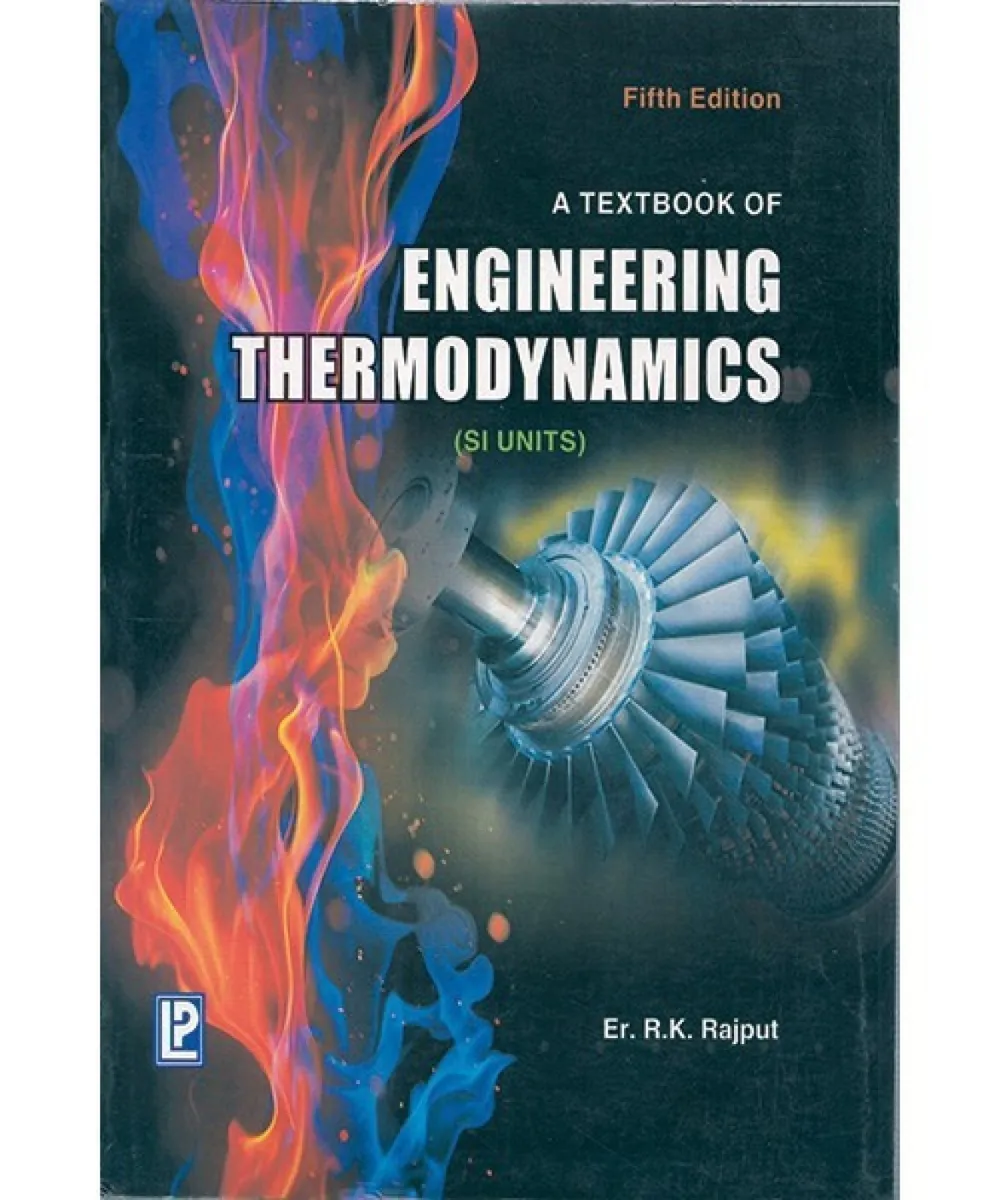 Fifth Edition
A TEXTBOOK OF
ENGINEERING
THERMODYNAMICS
(SI UNITS)
Er. R.K. Rajput
LP